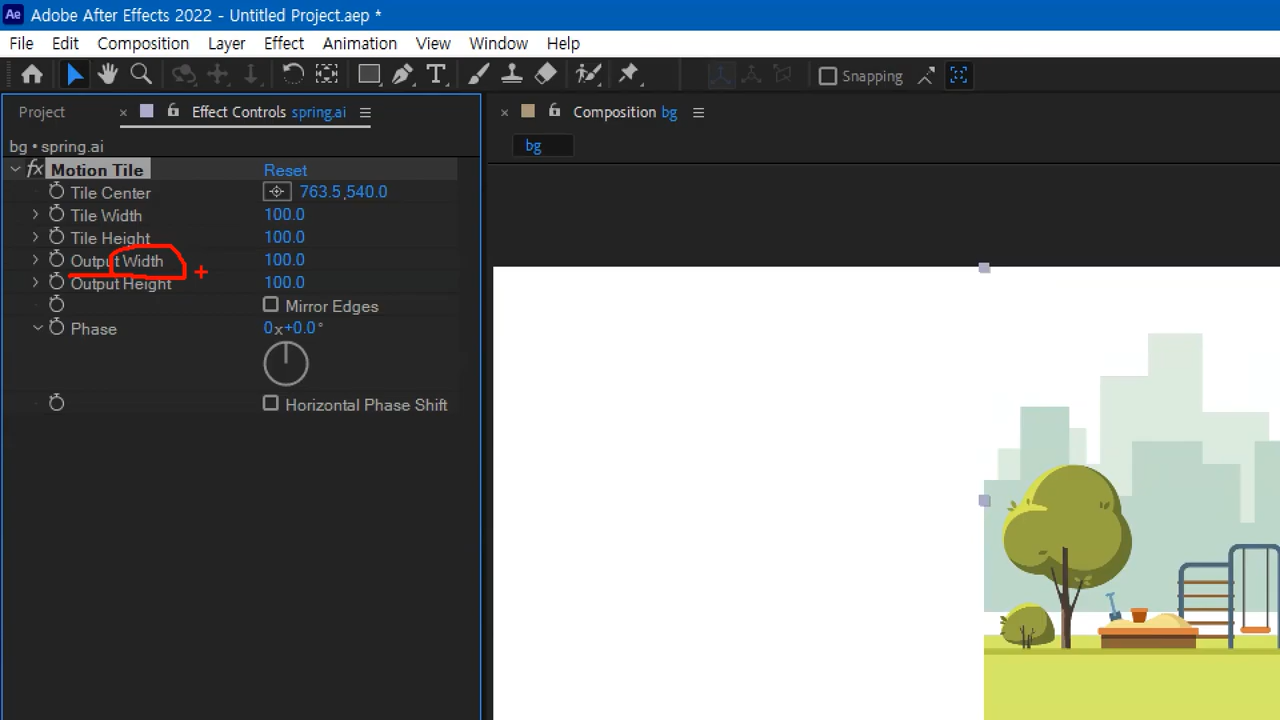 Ae Adobe After Effects 2022 - Untitled Project.aep *
File Edit Composition Layer Effect Animation View Window Help
T Snapping
Project × Effect Controls spring.ai × Composition bg
bg
bg • spring.ai
fx Motion Tile Reset
Tile Center 763.5,540.0
Tile Width 100.0
Tile Height 100.0
Output Width 100.0
Output Height 100.0
Mirror Edges
Phase 0x+0.0°
Horizontal Phase Shift